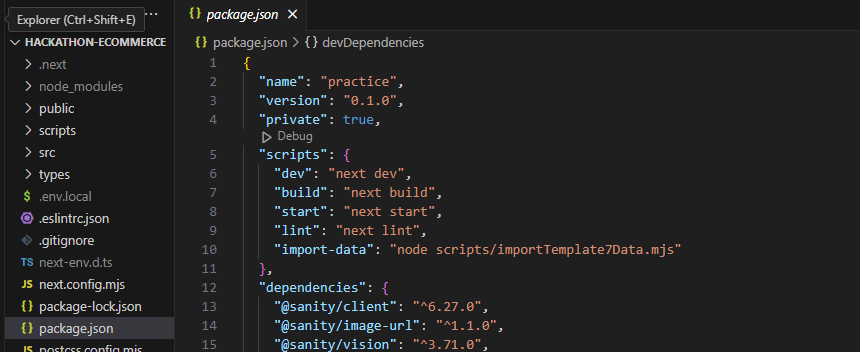 Explorer (Ctrl+Shift+E) ...
HACKATHON-ECOMMERCE
.next
node_modules
public
scripts
src
types
.env.local
.eslintrc.json
.gitignore
TS next-env.d.ts
JS next.config.mjs
{} package-lock.json
{} package.json
JS postcss.config.mjs
{} package.json ×
{} package.json > {} devDependencies
1 {
2 "name": "practice",
3 "version": "0.1.0",
4 "private": true,
Debug
5 "scripts": {
6 "dev": "next dev",
7 "build": "next build",
8 "start": "next start",
9 "lint": "next lint",
10 "import-data": "node scripts/importTemplate7Data.mjs"
11 },
12 "dependencies": {
13 "@sanity/client": "^6.27.0",
14 "@sanity/image-url": "^1.1.0",
15 "@sanity/vision": "^3.71.0",